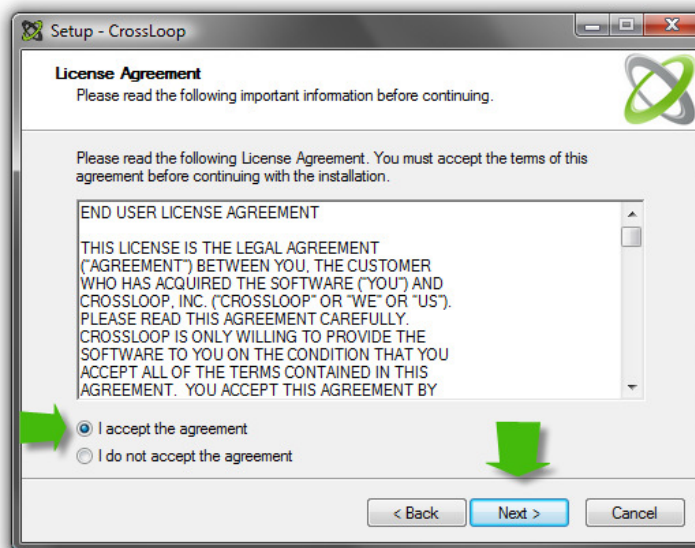 Setup - CrossLoop
License Agreement
Please read the following important information before continuing.
Please read the following License Agreement. You must accept the terms of this
agreement before continuing with the installation.
END USER LICENSE AGREEMENT
THIS LICENSE IS THE LEGAL AGREEMENT
("AGREEMENT") BETWEEN YOU, THE CUSTOMER
WHO HAS ACQUIRED THE SOFTWARE ("YOU") AND
CROSSLOOP, INC. ("CROSSLOOP" OR "WE" OR "US").
PLEASE READ THIS AGREEMENT CAREFULLY.
CROSSLOOP IS ONLY WILLING TO PROVIDE THE
SOFTWARE TO YOU ON THE CONDITION THAT YOU
ACCEPT ALL OF THE TERMS CONTAINED IN THIS
AGREEMENT.  YOU ACCEPT THIS AGREEMENT BY
I accept the agreement
I do not accept the agreement
< Back
Next >
Cancel